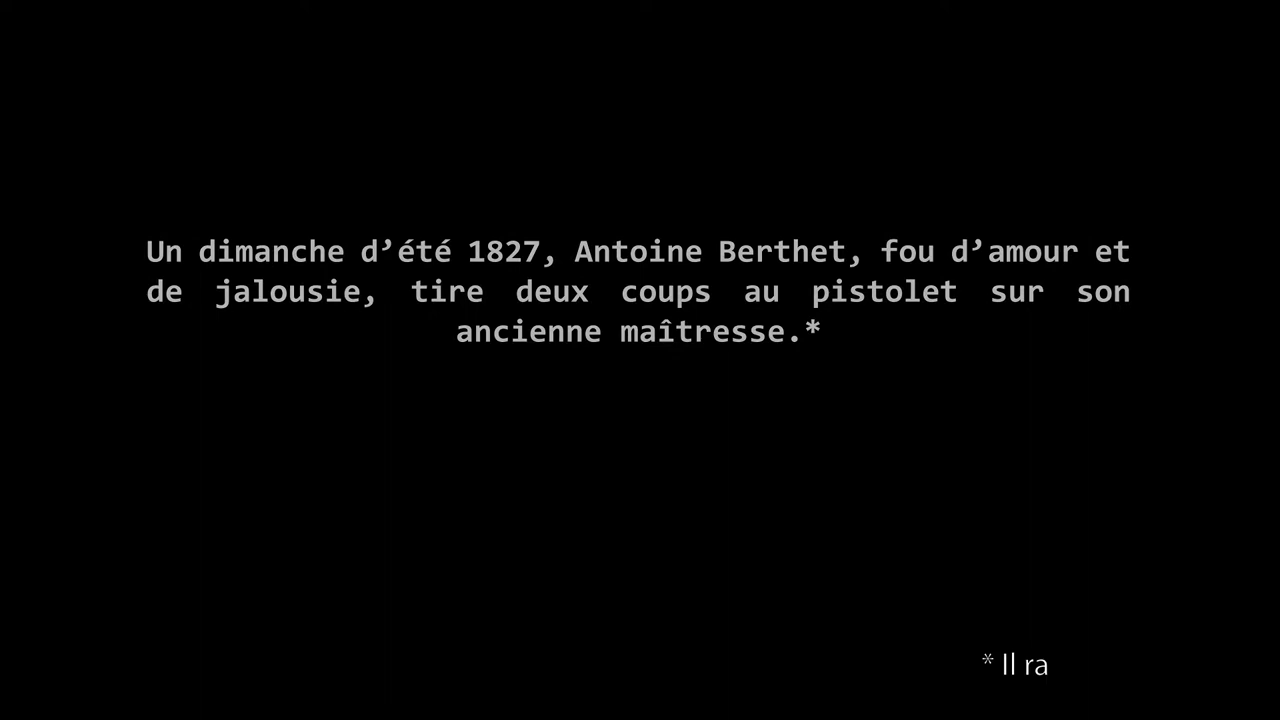 Un dimanche d’été 1827, Antoine Berthet, fou d’amour et
de jalousie, tire deux coups au pistolet sur son
ancienne maîtresse.*
* Il ra